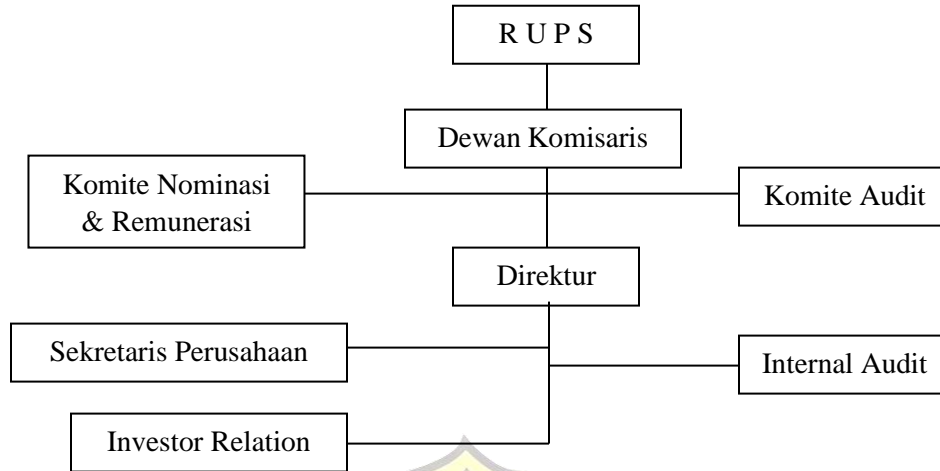 R U P S
Dewan Komisaris
Komite Nominasi
& Remunerasi
Komite Audit
Direktur
Sekretaris Perusahaan
Internal Audit
Investor Relation